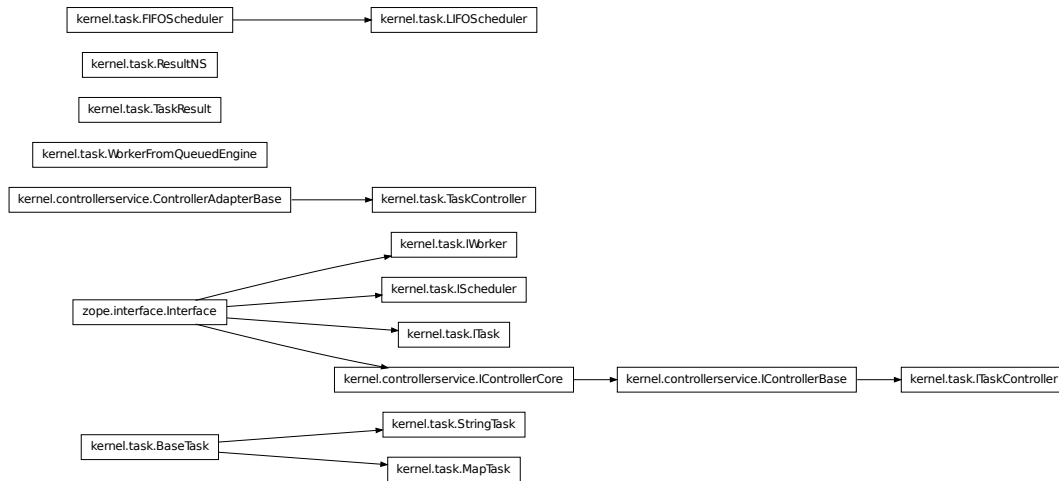 kernel.task.FIFOScheduler
kernel.task.LIFOScheduler
kernel.task.ResultNS
kernel.task.TaskResult
kernel.task.WorkerFromQueuedEngine
kernel.controllerservice.ControllerAdapterBase
kernel.task.TaskController
kernel.task.IWorker
kernel.task.IScheduler
zope.interface.Interface
kernel.task.ITask
kernel.controllerservice.IControllerCore
kernel.controllerservice.IControllerBase
kernel.task.ITaskController
kernel.task.StringTask
kernel.task.BaseTask
kernel.task.MapTask